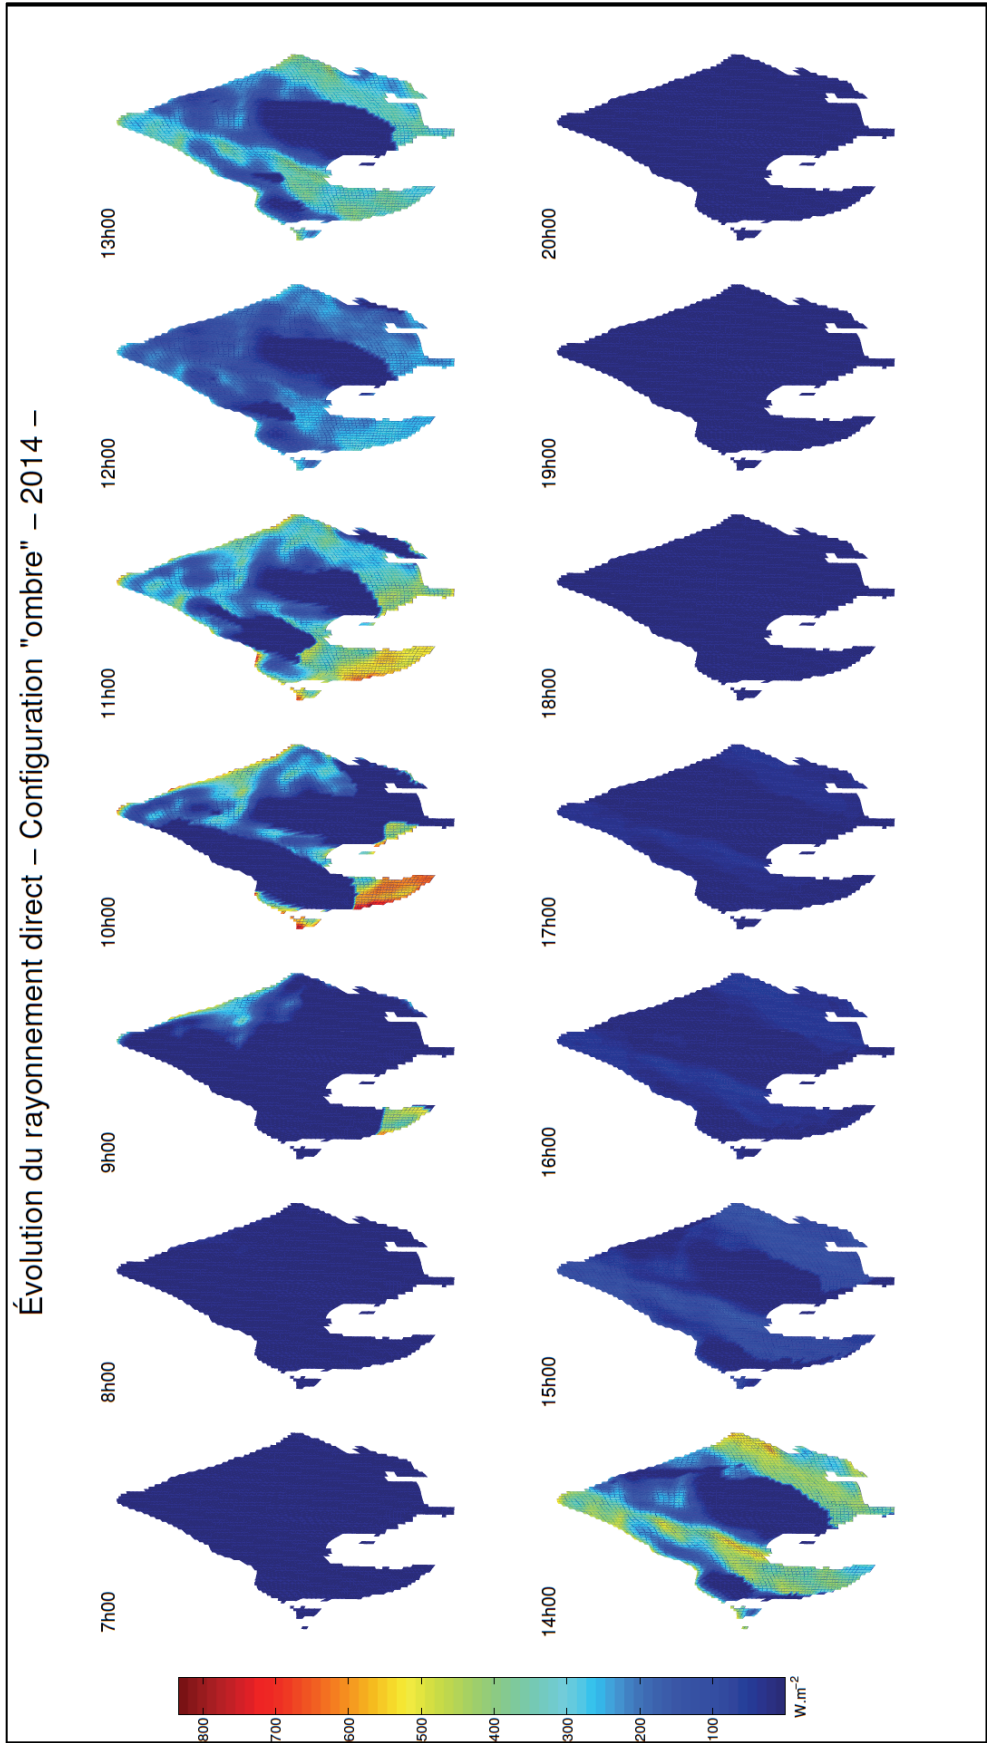 Évolution du rayonnement direct – Configuration "ombre" – 2014 –
7h00
8h00
9h00
10h00
11h00
12h00
13h00
14h00
15h00
16h00
17h00
18h00
19h00
20h00
800
700
600
500
400
300
200
100
W.m⁻²